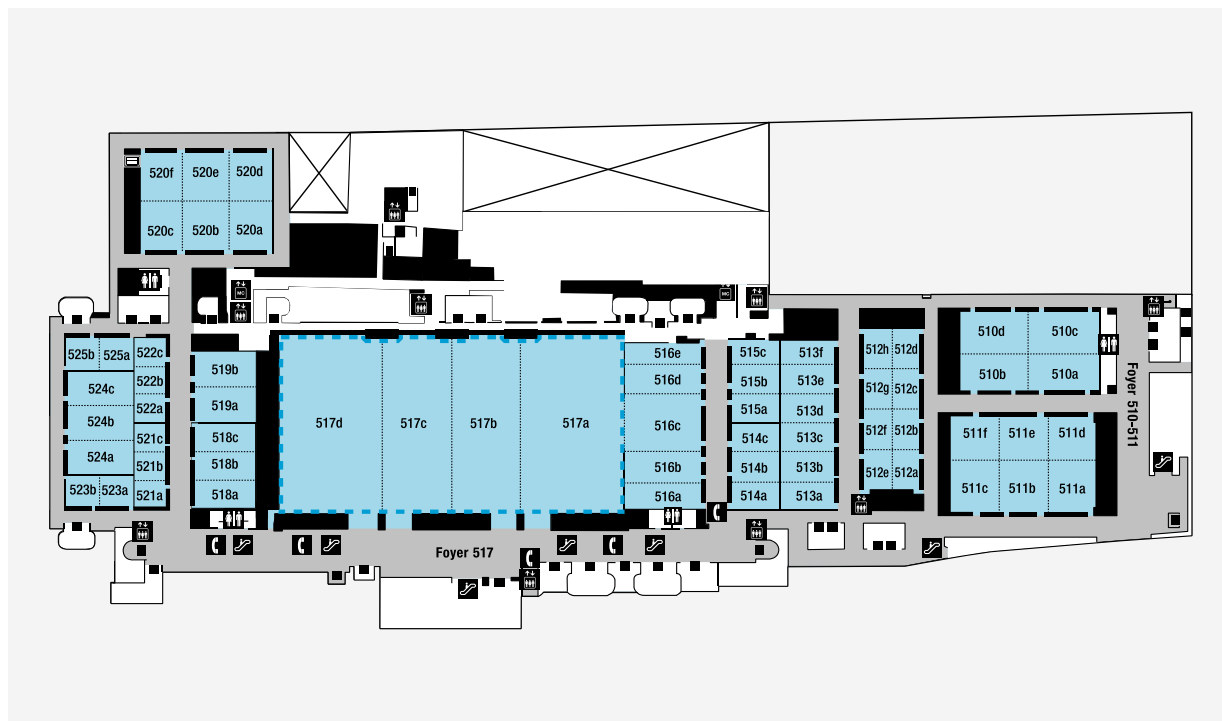 520f 520e 520d
520c 520b 520a
MC
MC
525b 525a 522c
522b
524c
522a
524b
521c
524a
521b
523b 523a 521a
519b
519a
518c
518b
518a
517d 517c 517b 517a
516e
516d
516c
516b
516a
515c 513f
515b 513e
515a 513d
514c 513c
514b 513b
514a 513a
512h 512d
512g 512c
512f 512b
512e 512a
510d 510c
510b 510a
511f 511e 511d
511c 511b 511a
Foyer 510-511
Foyer 517